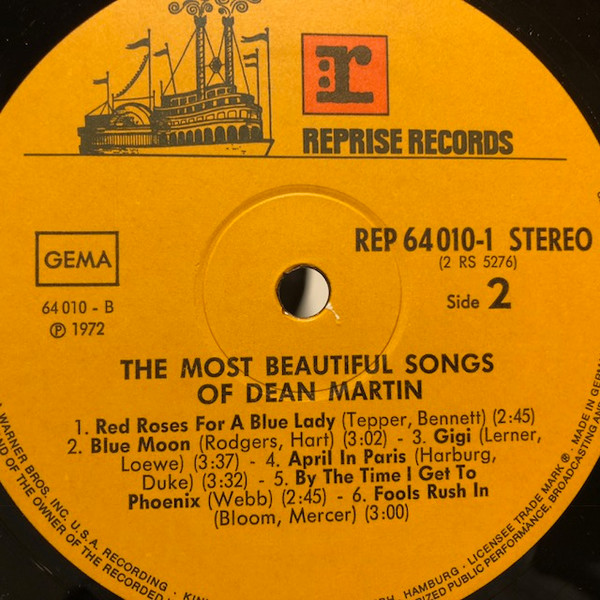 r
REPRISE RECORDS
GEMA
REP 64 010-1 STEREO
(2 RS 5276)
64 010 - B
Side 2
℗ 1972
THE MOST BEAUTIFUL SONGS
OF DEAN MARTIN
1. Red Roses For A Blue Lady (Tepper, Bennett) (2:45)
2. Blue Moon (Rodgers, Hart) (3:02) - 3. Gigi (Lerner,
Loewe) (3:37) - 4. April In Paris (Harburg,
Duke) (3:32) - 5. By The Time I Get To
Phoenix (Webb) (2:45) - 6. Fools Rush In
(Bloom, Mercer) (3:00)
A WARNER BROS. INC. U.S.A. RECORDING
AND OF THE OWNER OF THE RECORDED
HAMBURG · LICENSEE TRADE MARK ® · MADE IN
PUBLIC PERFORMANCE, BROADCASTING AND